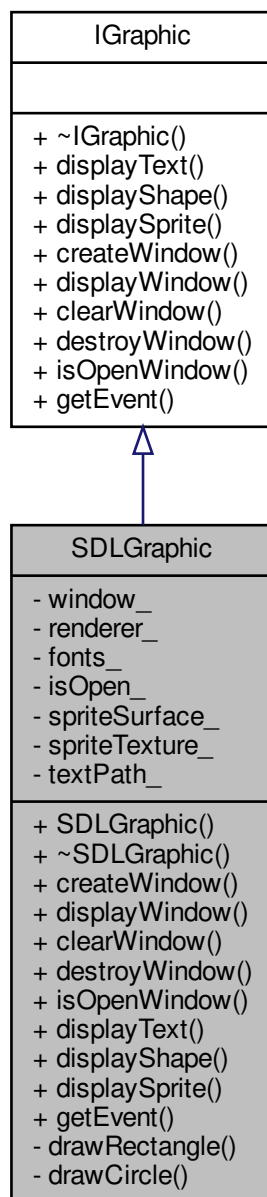 IGraphic
+ ~IGraphic()
+ displayText()
+ displayShape()
+ displaySprite()
+ createWindow()
+ displayWindow()
+ clearWindow()
+ destroyWindow()
+ isOpenWindow()
+ getEvent()
SDLGraphic
- window_
- renderer_
- fonts_
- isOpen_
- spriteSurface_
- spriteTexture_
- textPath_
+ SDLGraphic()
+ ~SDLGraphic()
+ createWindow()
+ displayWindow()
+ clearWindow()
+ destroyWindow()
+ isOpenWindow()
+ displayText()
+ displayShape()
+ displaySprite()
+ getEvent()
- drawRectangle()
- drawCircle()